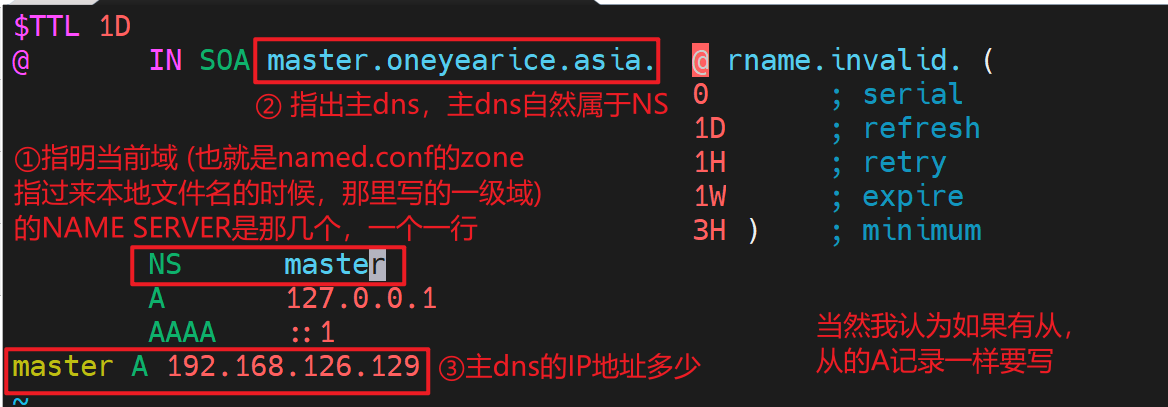 $TTL 1D
@ IN SOA master.oneyearice.asia. @ rname.invalid. (
0 ; serial
② 指出主dns，主dns自然属于NS
1D ; refresh
①指明当前域 (也就是named.conf的zone
1H ; retry
指过来本地文件名的时候，那里写的一级域)
1W ; expire
的NAME SERVER是那几个，一个一行
3H ) ; minimum
NS master
A 127.0.0.1
AAAA ::1
当然我认为如果有从，
从的A记录一样要写
master A 192.168.126.129
③主dns的IP地址多少
~